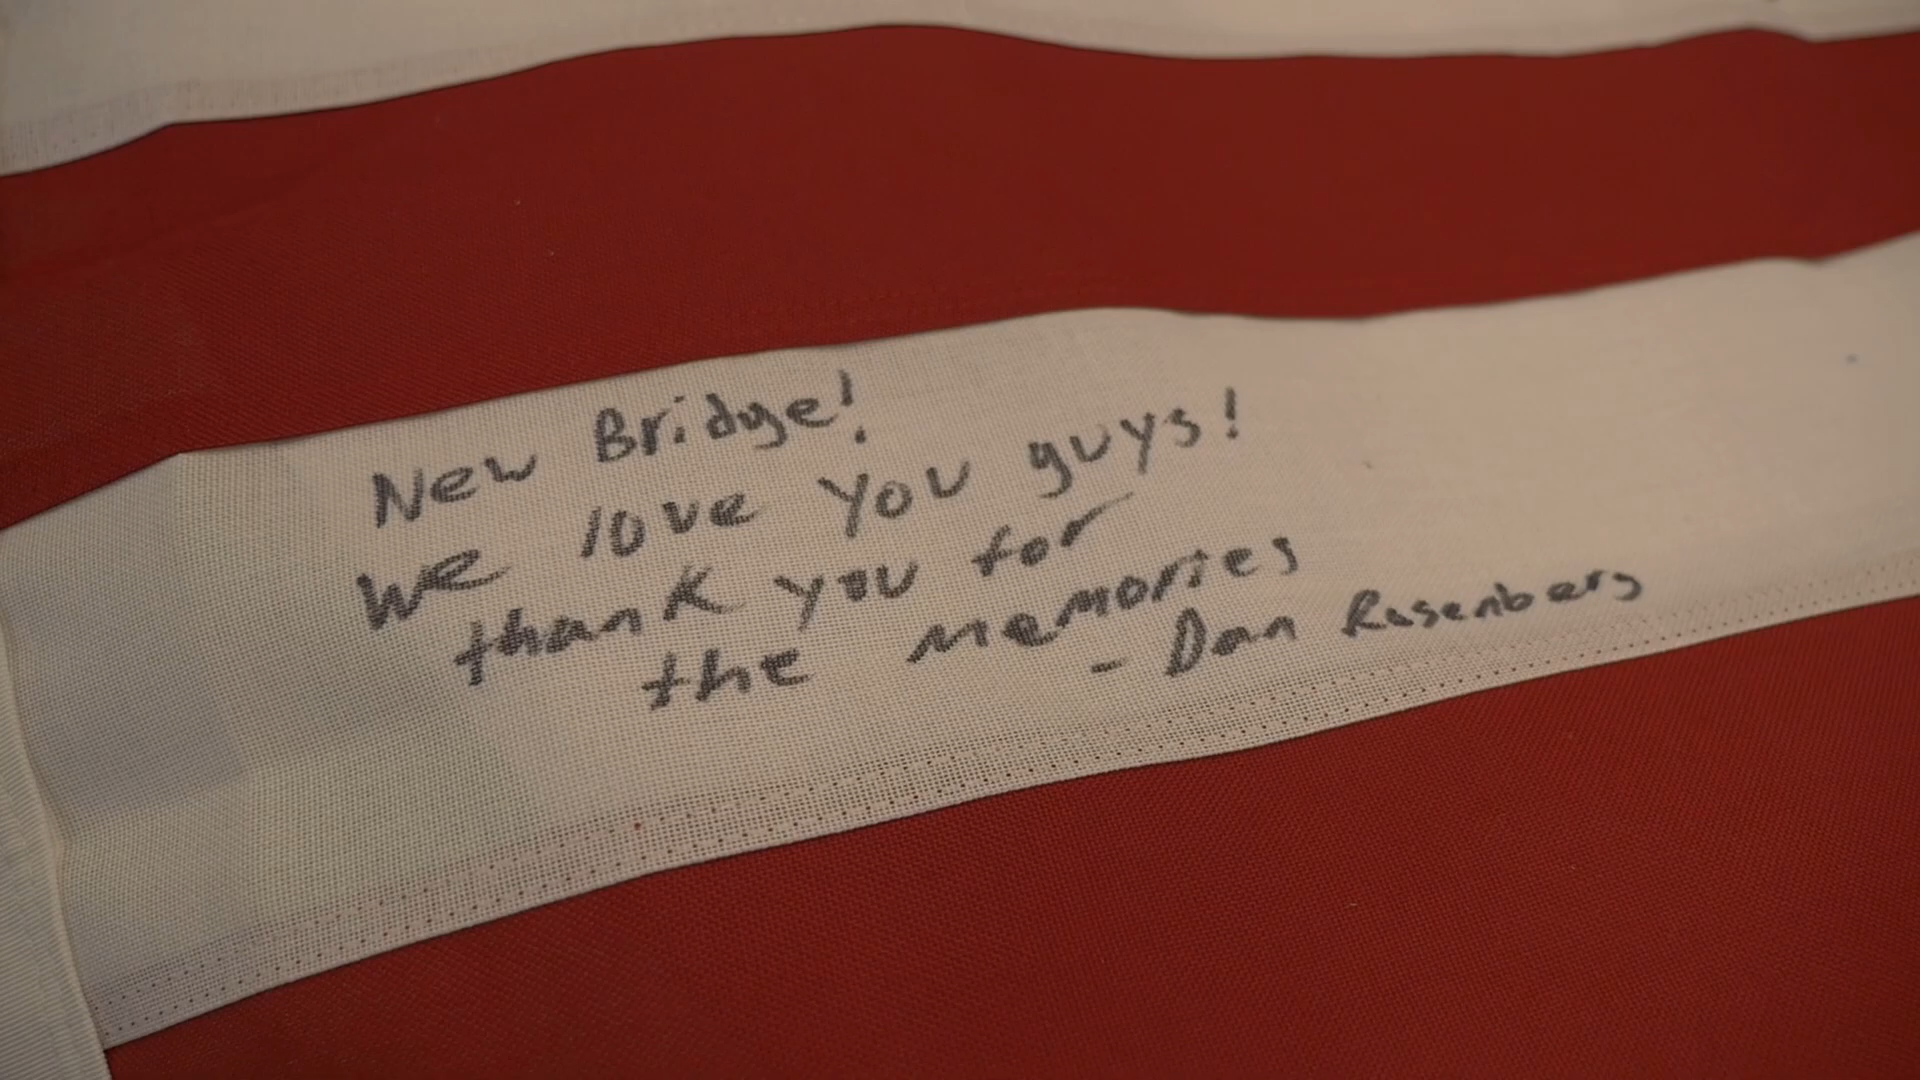 New Bridge!
We love you guys!
thank you for
the memories
- Dan Rosenberg